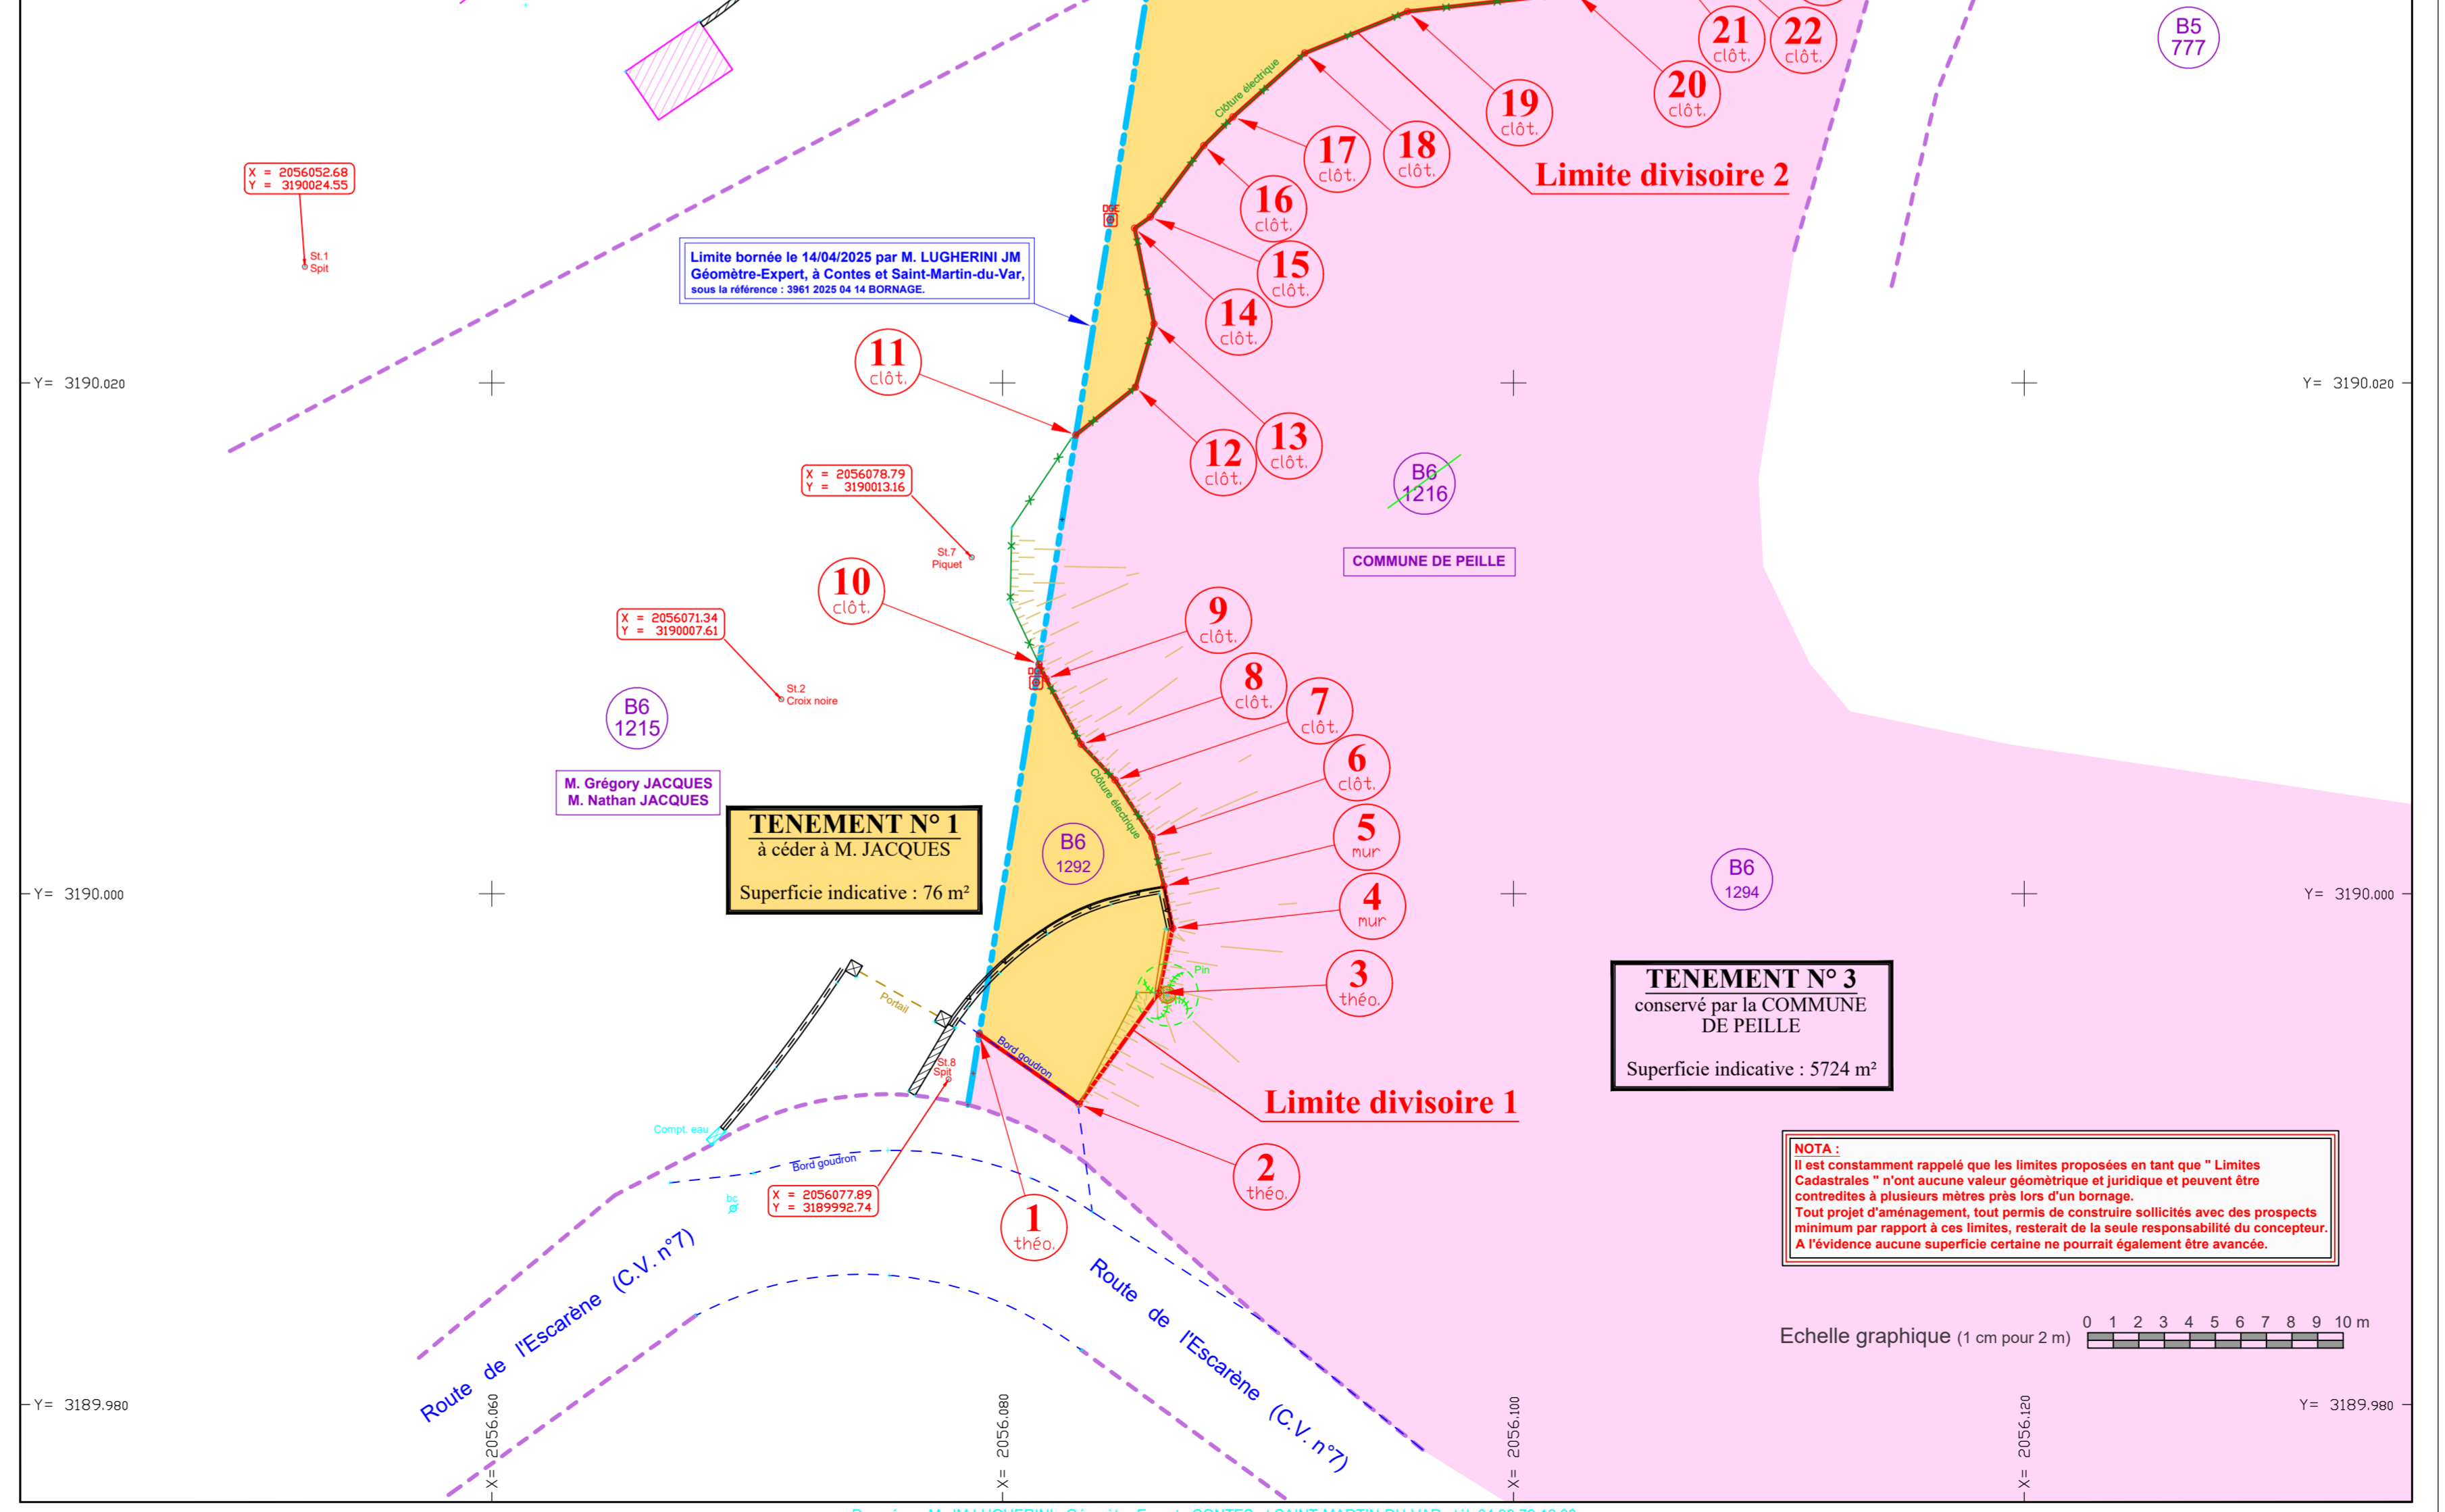 B5
777
21
clôt.
22
clôt.
20
clôt.
19
clôt.
18
clôt.
17
clôt.
16
clôt.
15
clôt.
14
clôt.
13
clôt.
12
clôt.
11
clôt.
Clôture électrique
Limite divisoire 2
X = 2056052.68
Y = 3190024.55
St.1
Spit
Limite bornée le 14/04/2025 par M. LUGHERINI JM
Géomètre-Expert, à Contes et Saint-Martin-du-Var,
sous la référence : 3961 2025 04 14 BORNAGE.
Y= 3190.020
Y= 3190.020
B6
1216
COMMUNE DE PEILLE
X = 2056078.79
Y = 3190013.16
St.7
Piquet
10
clôt.
9
clôt.
8
clôt.
7
clôt.
6
clôt.
5
mur
4
mur
3
théo.
X = 2056071.34
Y = 3190007.61
St.2
Croix noire
B6
1215
M. Grégory JACQUES
M. Nathan JACQUES
TENEMENT N° 1
à céder à M. JACQUES
Superficie indicative : 76 m²
B6
1292
Clôture électrique
B6
1294
Y= 3190.000
Y= 3190.000
Pin
Portail
Bord goudron
St.8
Spit
TENEMENT N° 3
conservé par la COMMUNE
DE PEILLE
Superficie indicative : 5724 m²
Limite divisoire 1
Compt. eau
Bord goudron
bc
X = 2056077.89
Y = 3189992.74
1
théo.
2
théo.
NOTA :
Il est constamment rappelé que les limites proposées en tant que " Limites
Cadastrales " n'ont aucune valeur géomètrique et juridique et peuvent être
contredites à plusieurs mètres près lors d'un bornage.
Tout projet d'aménagement, tout permis de construire sollicités avec des prospects
minimum par rapport à ces limites, resterait de la seule responsabilité du concepteur.
A l'évidence aucune superficie certaine ne pourrait également être avancée.
Route de l'Escarène (C.V. n°7)
Route de l'Escarène (C.V. n°7)
Echelle graphique (1 cm pour 2 m)
0 1 2 3 4 5 6 7 8 9 10 m
Y= 3189.980
Y= 3189.980
X= 2056.060
X= 2056.080
X= 2056.100
X= 2056.120